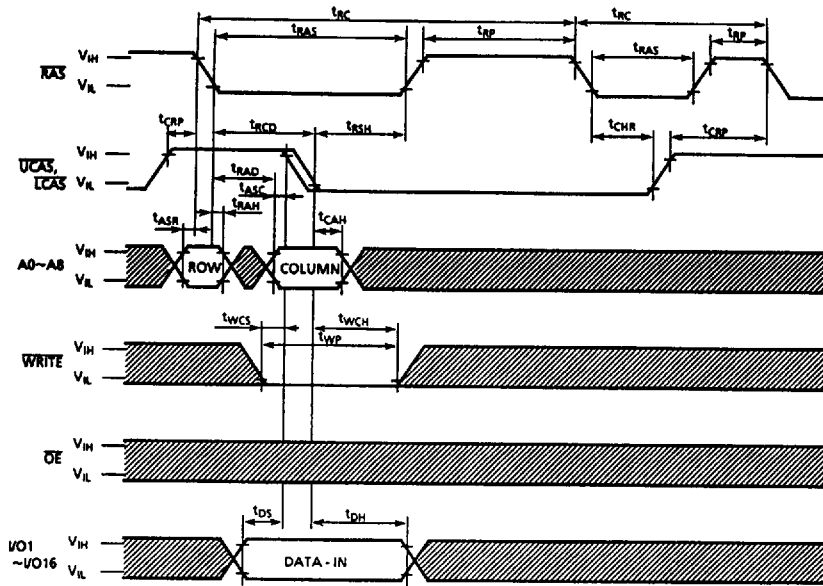 tRC tRC
tRAS tRP tRAS tRP
RAS VIH
VIL
tCRP tRCD tRSH tCHR tCRP
UCAS, VIH
LCAS VIL
tRAD
tASC
tASR tRAH tCAH
A0~A8 VIH
VIL
ROW COLUMN
tWCS tWCH
tWP
WRITE VIH
VIL
OE VIH
VIL
tDS tDH
I/O1 VIH
~I/O16 VIL
DATA - IN